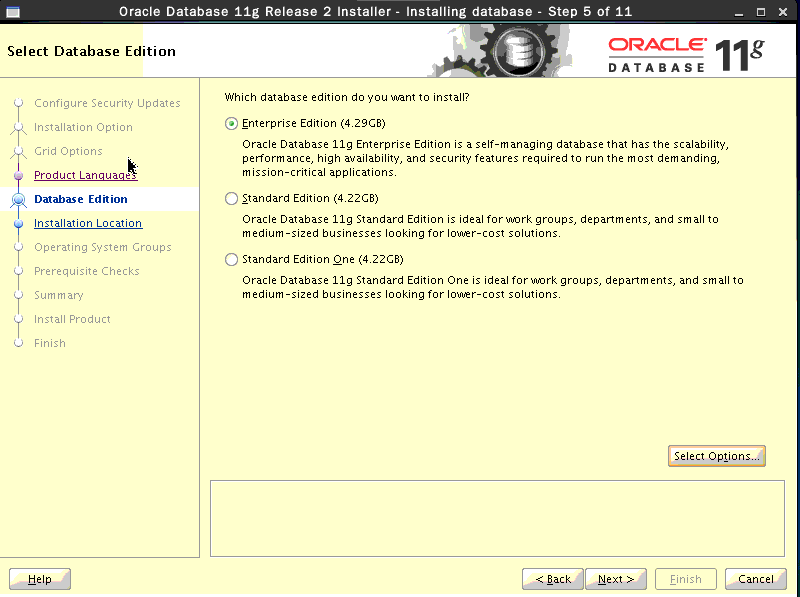 Oracle Database 11g Release 2 Installer - Installing database - Step 5 of 11
Select Database Edition
ORACLE
DATABASE
11g
Configure Security Updates
Installation Option
Grid Options
Product Languages
Database Edition
Installation Location
Operating System Groups
Prerequisite Checks
Summary
Install Product
Finish
Which database edition do you want to install?
Enterprise Edition (4.29GB)
Oracle Database 11g Enterprise Edition is a self-managing database that has the scalability,
performance, high availability, and security features required to run the most demanding,
mission-critical applications.
Standard Edition (4.22GB)
Oracle Database 11g Standard Edition is ideal for work groups, departments, and small to
medium-sized businesses looking for lower-cost solutions.
Standard Edition One (4.22GB)
Oracle Database 11g Standard Edition One is ideal for work groups, departments, and small to
medium-sized businesses looking for lower-cost solutions.
Select Options...
Help
< Back
Next >
Finish
Cancel